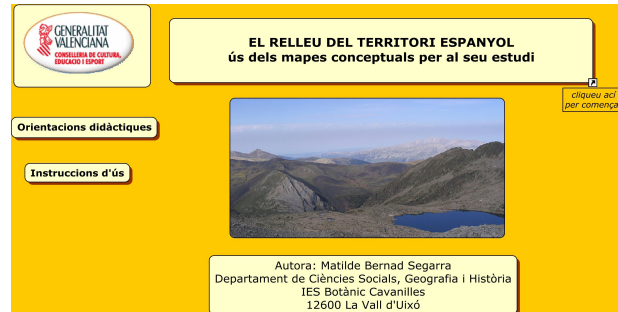 GENERALITAT
VALENCIANA
CONSELLERIA DE CULTURA,
EDUCACIÓ I ESPORT
EL RELLEU DEL TERRITORI ESPANYOL
ús dels mapes conceptuals per al seu estudi
cliqueu ací
per comença
Orientacions didàctiques
Instruccions d'ús
Autora: Matilde Bernad Segarra
Departament de Ciències Socials, Geografia i Història
IES Botànic Cavanilles
12600 La Vall d'Uixó